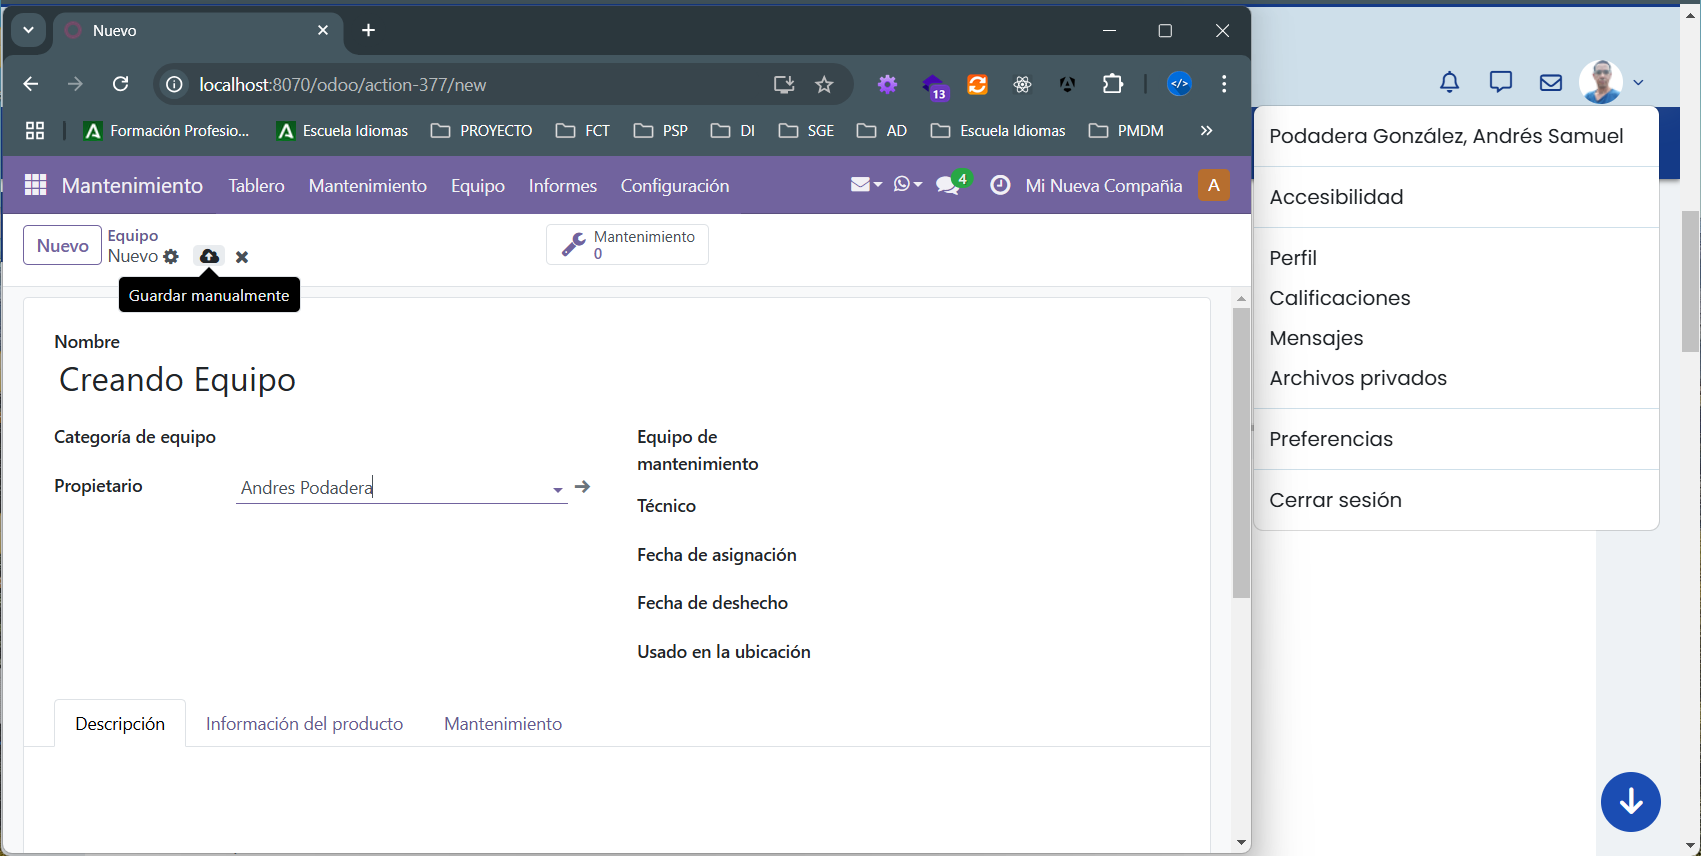 Nuevo
localhost:8070/odoo/action-377/new
13
Formación Profesio...
Escuela Idiomas
PROYECTO
FCT
PSP
DI
SGE
AD
Escuela Idiomas
PMDM
Mantenimiento
Tablero
Mantenimiento
Equipo
Informes
Configuración
4
Mi Nueva Compañia
A
Nuevo
Equipo
Nuevo
Mantenimiento
0
Guardar manualmente
Nombre
Creando Equipo
Categoría de equipo
Propietario
Andres Podadera
Equipo de
mantenimiento
Técnico
Fecha de asignación
Fecha de deshecho
Usado en la ubicación
Descripción
Información del producto
Mantenimiento
Podadera González, Andrés Samuel
Accesibilidad
Perfil
Calificaciones
Mensajes
Archivos privados
Preferencias
Cerrar sesión